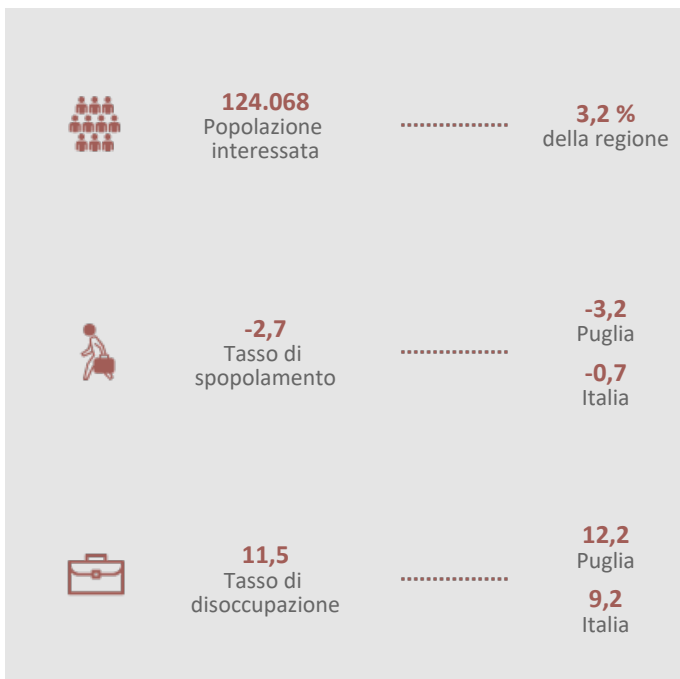 124.068
Popolazione
interessata
3,2 %
della regione
-2,7
Tasso di
spopolamento
-3,2
Puglia
-0,7
Italia
11,5
Tasso di
disoccupazione
12,2
Puglia
9,2
Italia